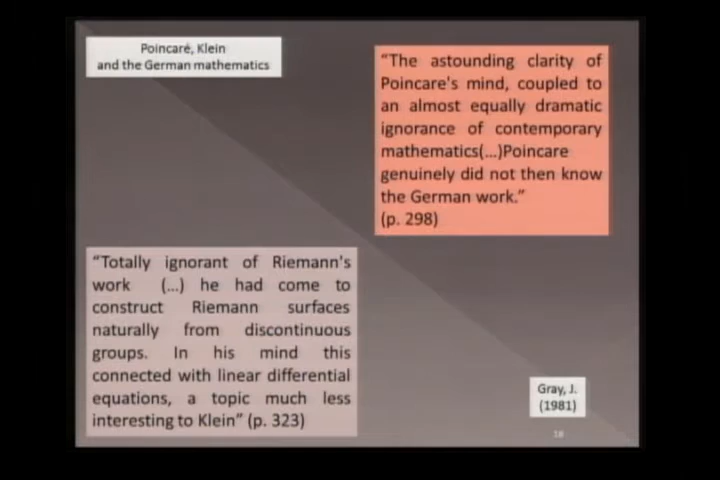 Poincaré, Klein
and the German mathematics
“The astounding clarity of
Poincare's mind, coupled to
an almost equally dramatic
ignorance of contemporary
mathematics(...)Poincare
genuinely did not then know
the German work.”
(p. 298)
“Totally ignorant of Riemann's
work (...) he had come to
construct Riemann surfaces
naturally from discontinuous
groups. In his mind this
connected with linear differential
equations, a topic much less
interesting to Klein” (p. 323)
Gray, J.
(1981)
18